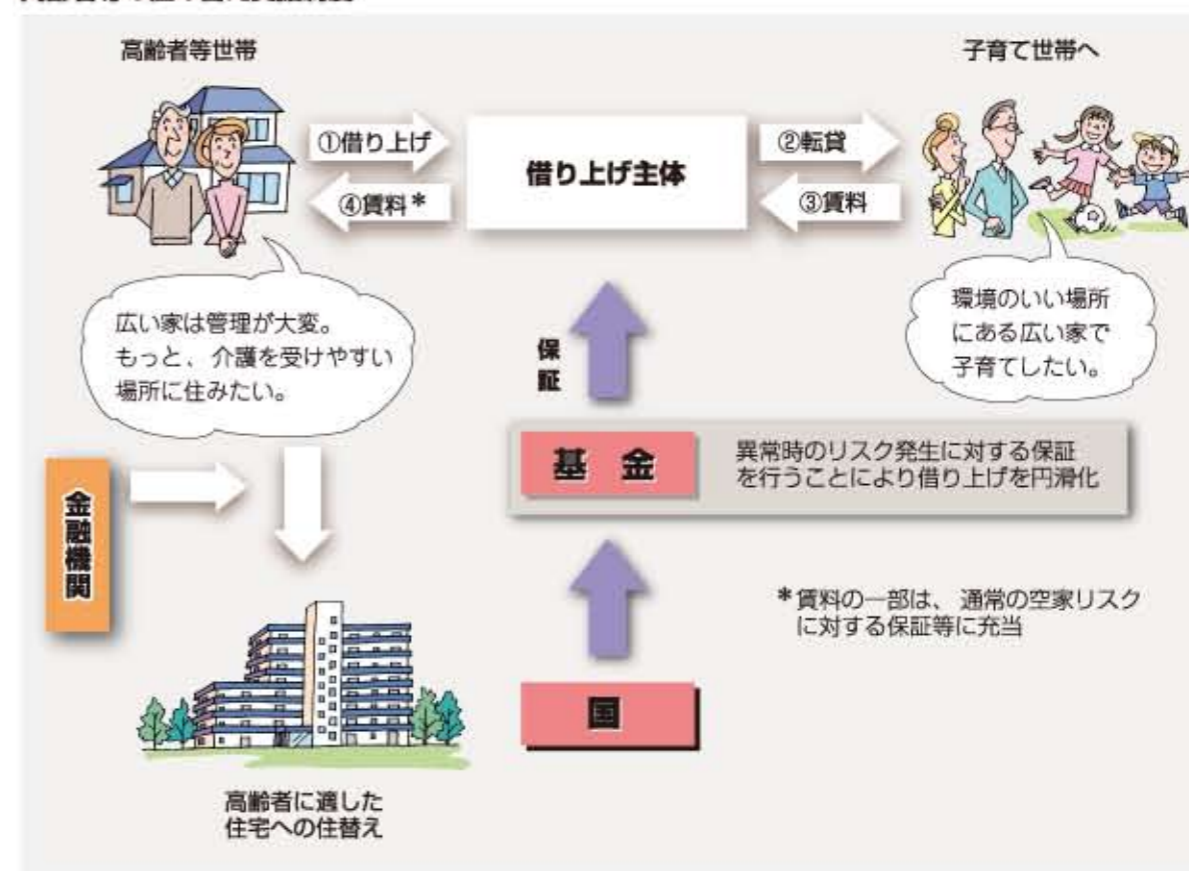 高齢者等世帯
子育て世帯へ
①借り上げ
借り上げ主体
②転貸
④賃料*
③賃料
広い家は管理が大変。
もっと、介護を受けやすい
場所に住みたい。
環境のいい場所
にある広い家で
子育てしたい。
保証
基金
異常時のリスク発生に対する保証
を行うことにより借り上げを円滑化
金融機関
*賃料の一部は、通常の空家リスク
に対する保証等に充当
国
高齢者に適した
住宅への住替え